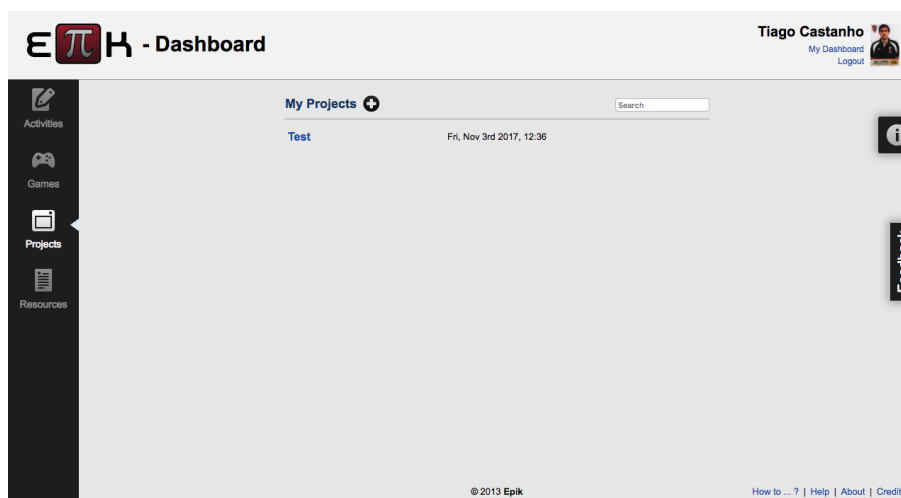 επκ - Dashboard
Tiago Castanho
My Dashboard
Logout
Activities
Games
Projects
Resources
My Projects
Search
Test Fri, Nov 3rd 2017, 12:36
i
Feedback
© 2013 Epik
How to ... ? | Help | About | Credit